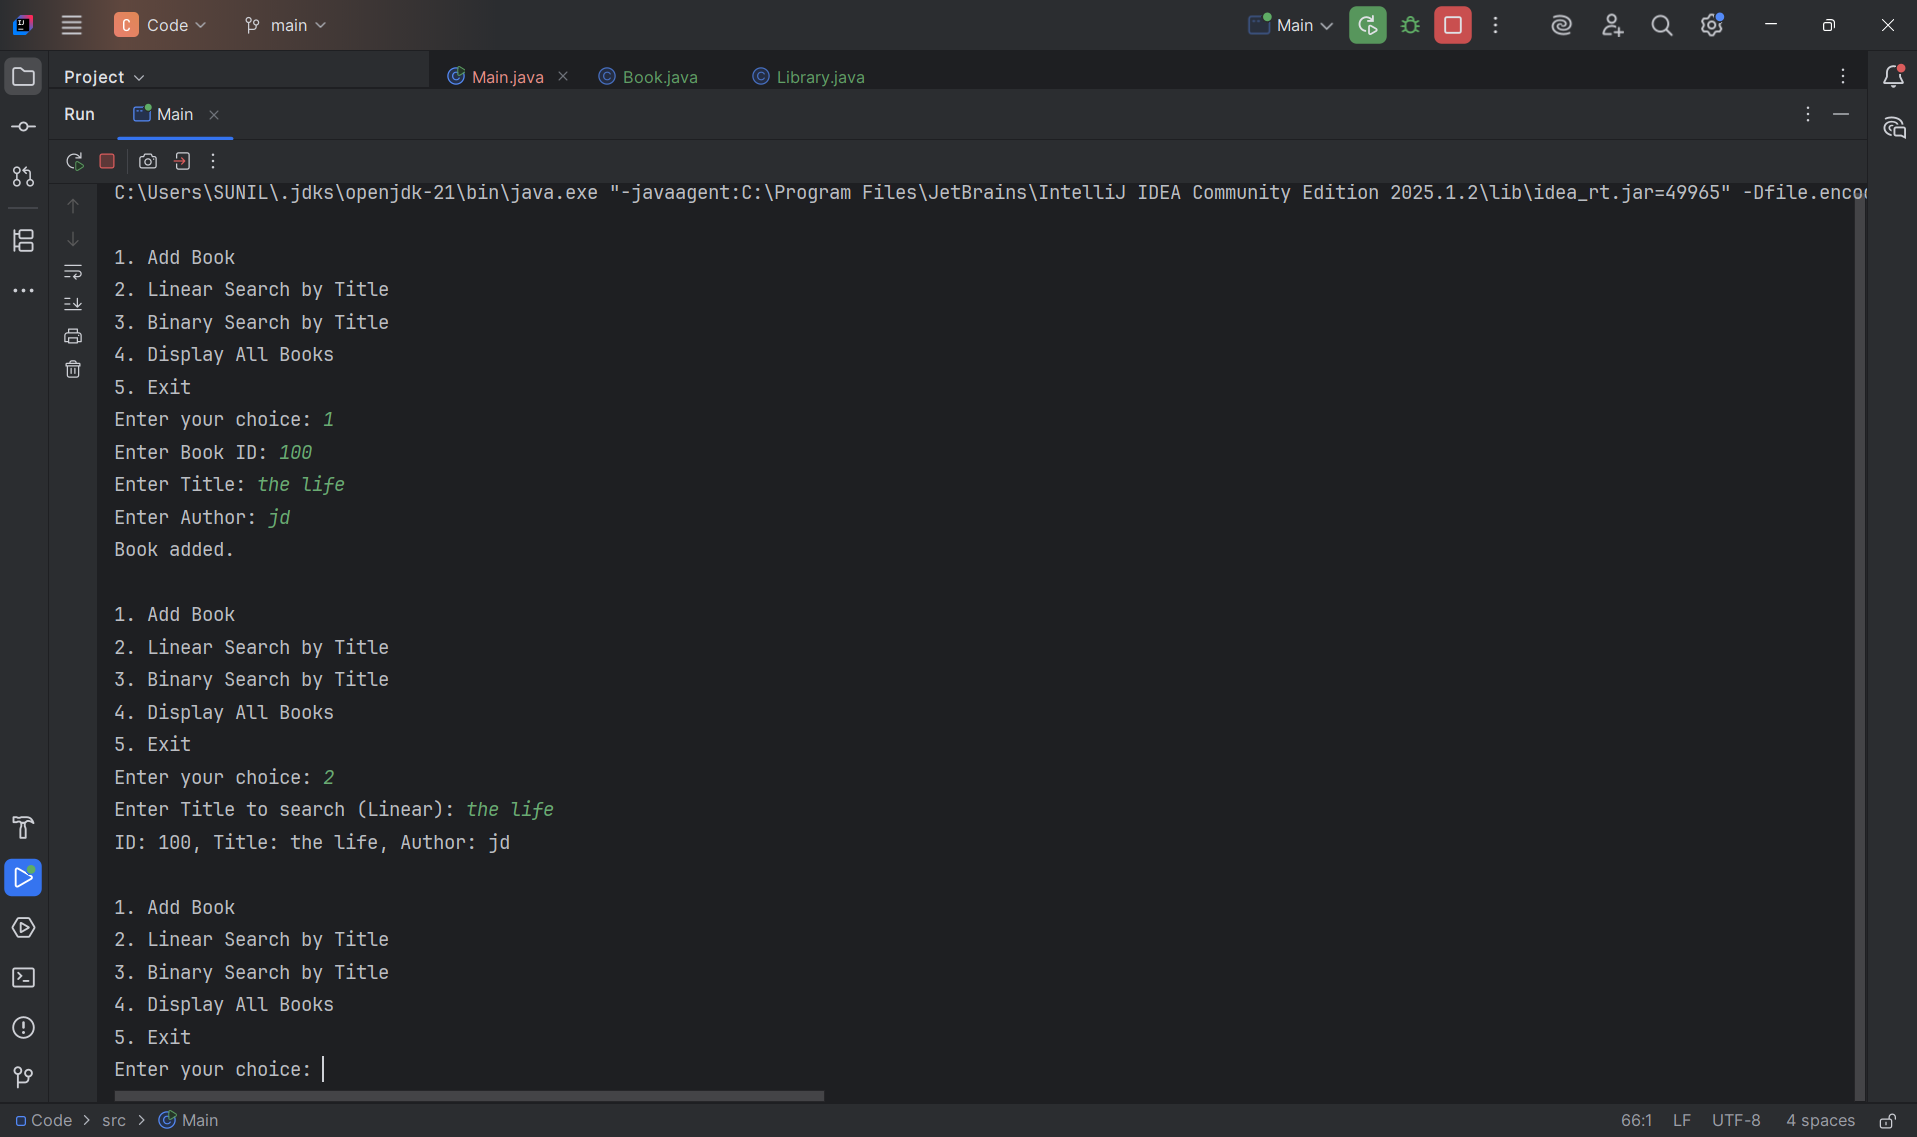 C Code main Main
Project Main.java Book.java Library.java
Run Main
C:\Users\SUNIL\.jdks\openjdk-21\bin\java.exe "-javaagent:C:\Program Files\JetBrains\IntelliJ IDEA Community Edition 2025.1.2\lib\idea_rt.jar=49965" -Dfile.enco
1. Add Book
2. Linear Search by Title
3. Binary Search by Title
4. Display All Books
5. Exit
Enter your choice: 1
Enter Book ID: 100
Enter Title: the life
Enter Author: jd
Book added.
1. Add Book
2. Linear Search by Title
3. Binary Search by Title
4. Display All Books
5. Exit
Enter your choice: 2
Enter Title to search (Linear): the life
ID: 100, Title: the life, Author: jd
1. Add Book
2. Linear Search by Title
3. Binary Search by Title
4. Display All Books
5. Exit
Enter your choice:
Code > src > Main 66:1 LF UTF-8 4 spaces